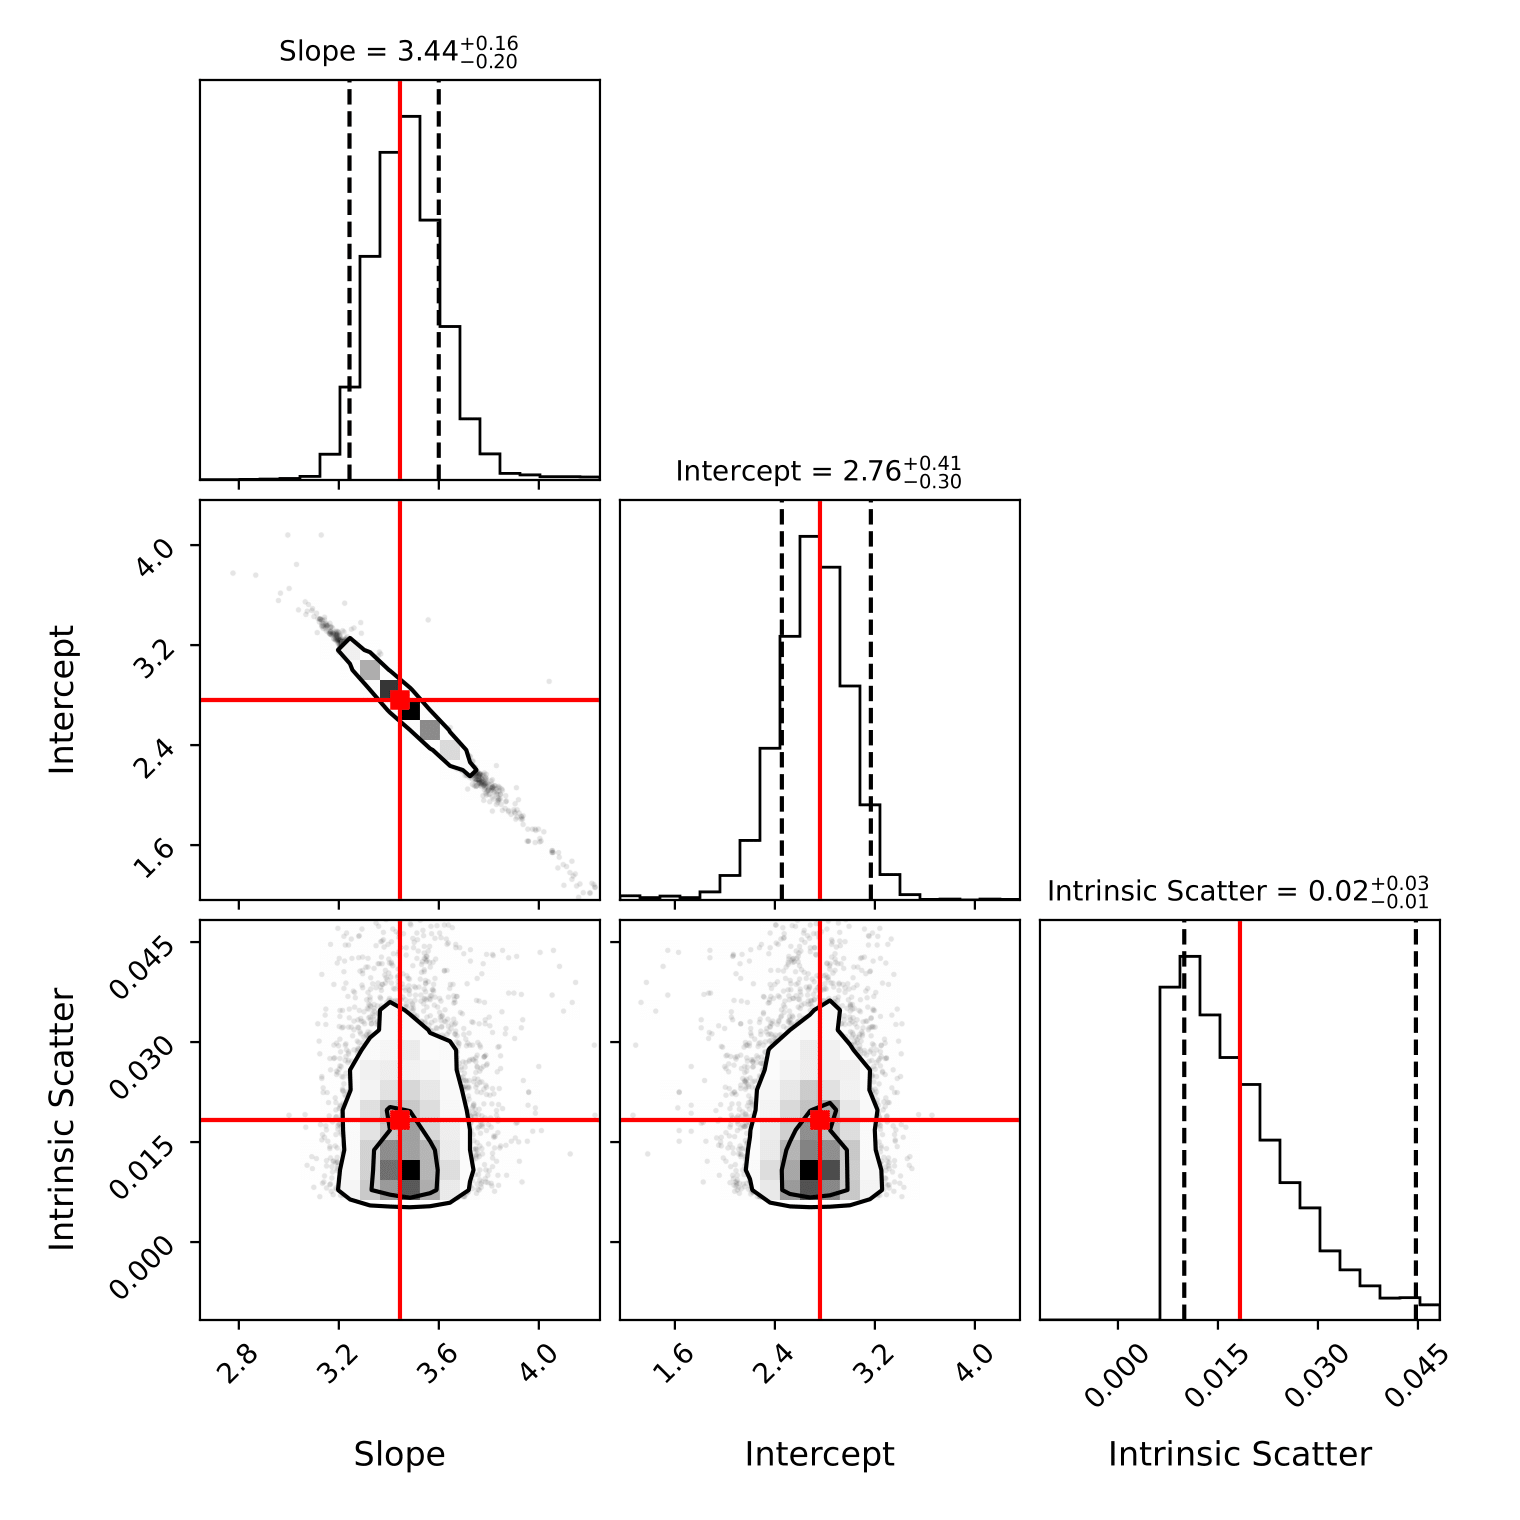 Slope = 3.44+0.16−0.20
Intercept = 2.76+0.41−0.30
Intercept
4.0
3.2
2.4
1.6
Intrinsic Scatter = 0.02+0.03−0.01
Intrinsic Scatter
0.045
0.030
0.015
0.000
2.8 3.2 3.6 4.0
1.6 2.4 3.2 4.0
0.000 0.015 0.030 0.045
Slope
Intercept
Intrinsic Scatter